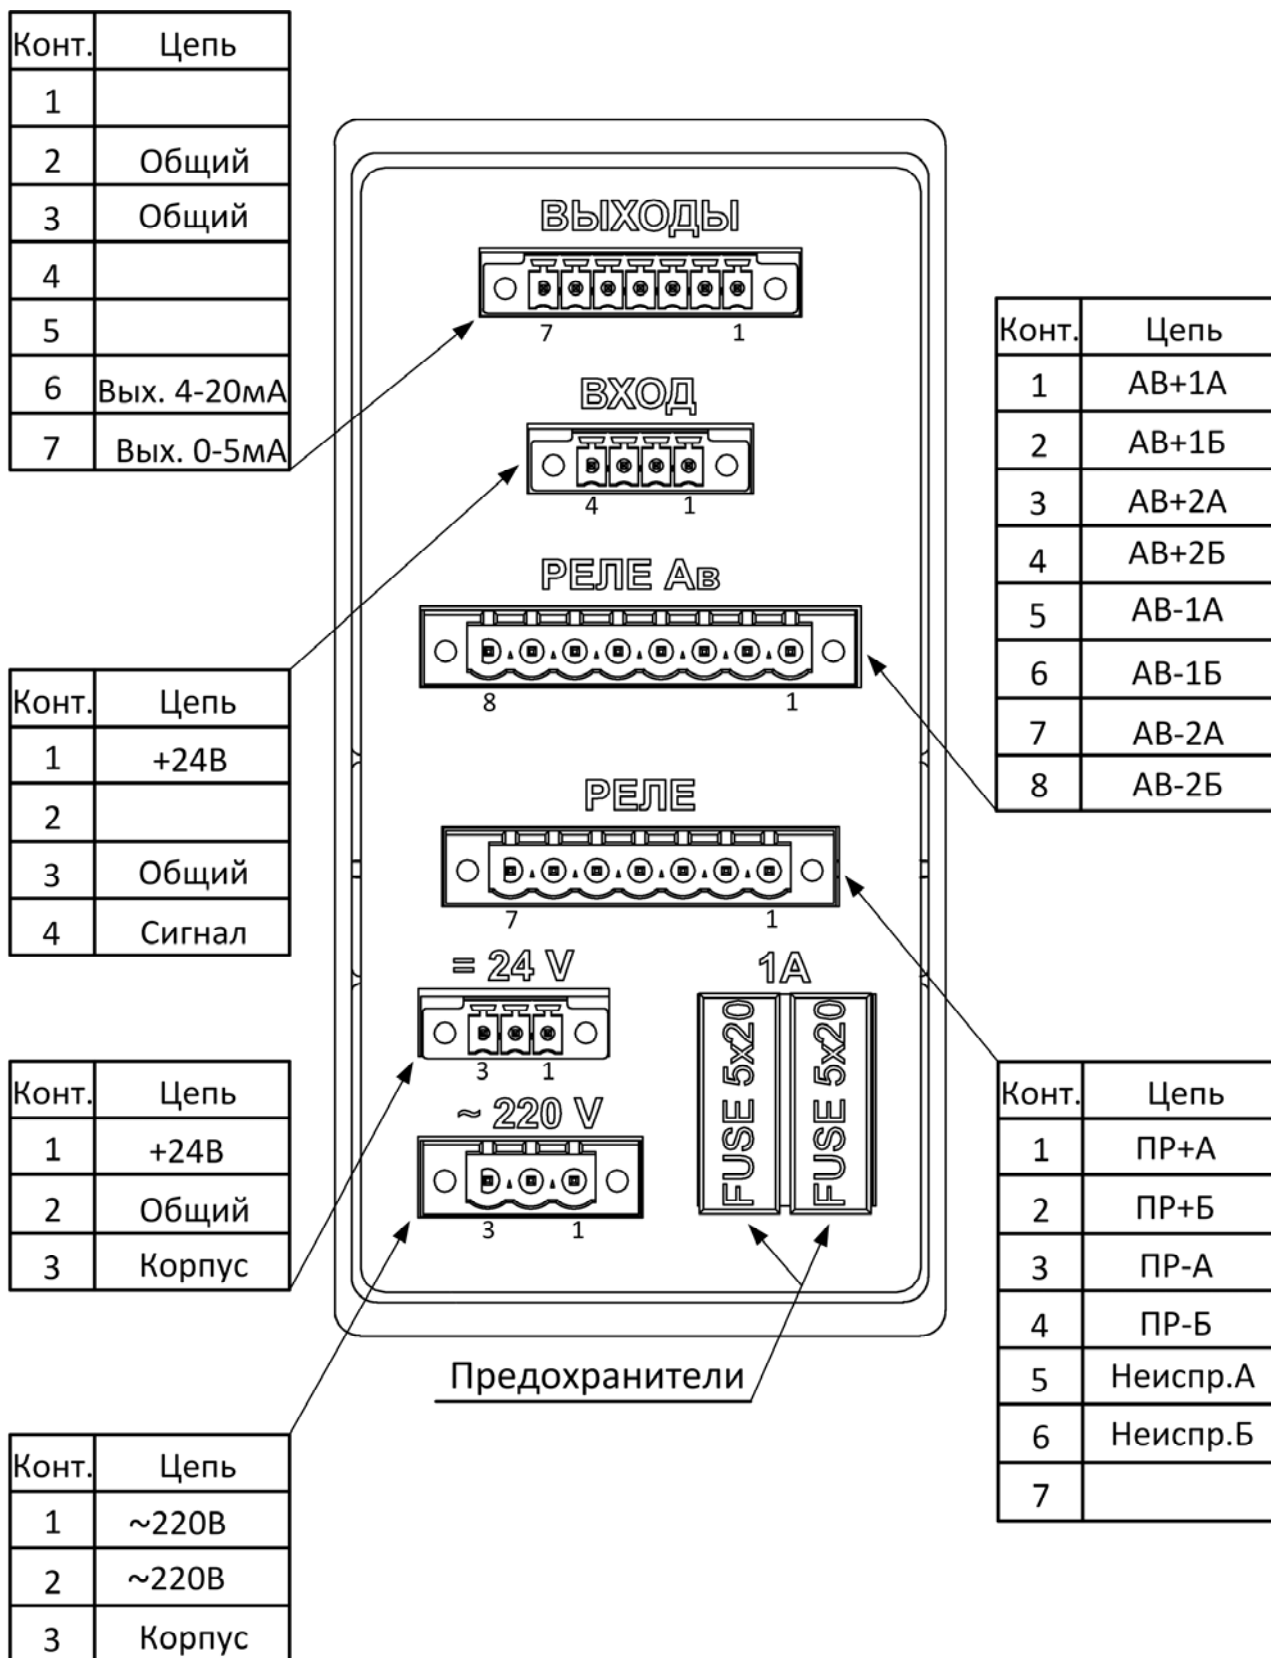 Конт. Цепь
1
2 Общий
3 Общий
4
5
6 Вых. 4-20мА
7 Вых. 0-5мА
Конт. Цепь
1 +24В
2
3 Общий
4 Сигнал
Конт. Цепь
1 +24В
2 Общий
3 Корпус
Конт. Цепь
1 ~220В
2 ~220В
3 Корпус
ВЫХОДЫ
7 1
ВХОД
4 1
РЕЛЕ Ав
8 1
РЕЛЕ
7 1
= 24 V
3 1
~ 220 V
3 1
1А
FUSE 5x20
FUSE 5x20
Предохранители
Конт. Цепь
1 АВ+1А
2 АВ+1Б
3 АВ+2А
4 АВ+2Б
5 АВ-1А
6 АВ-1Б
7 АВ-2А
8 АВ-2Б
Конт. Цепь
1 ПР+А
2 ПР+Б
3 ПР-А
4 ПР-Б
5 Неиспр.А
6 Неиспр.Б
7